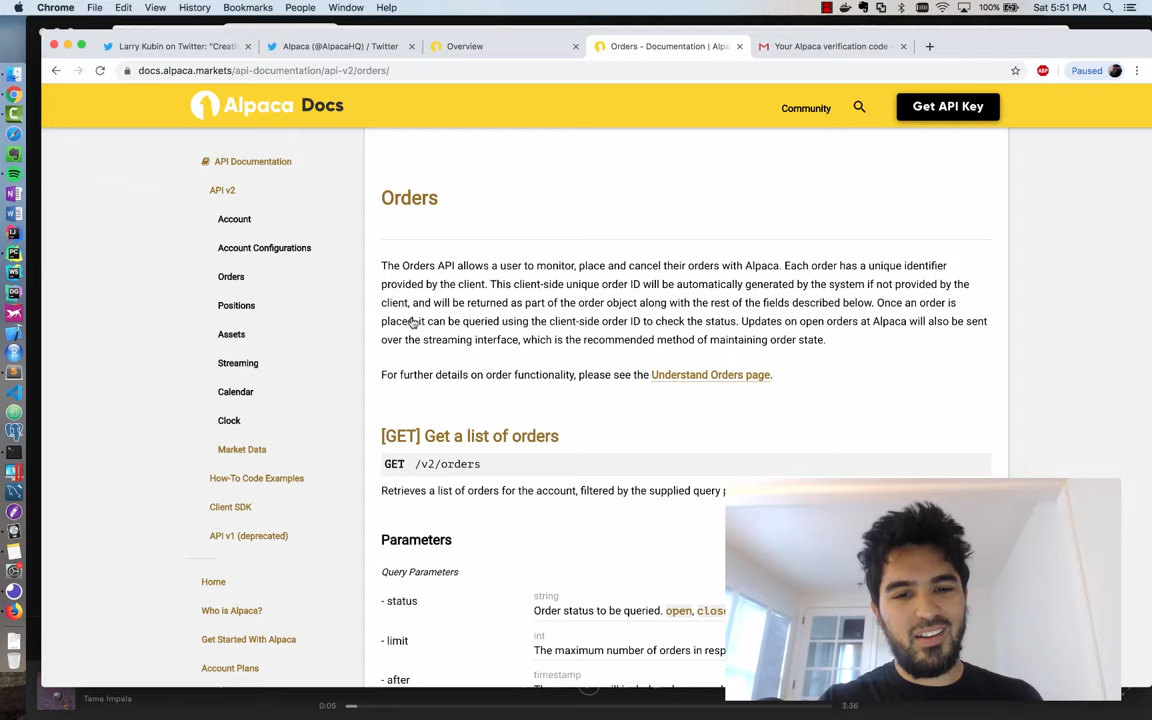 Chrome File Edit View History Bookmarks People Window Help 100% Sat 5:51 PM
Larry Kubin on Twitter: "Creati × Alpaca (@AlpacaHQ) / Twitter × Overview × Orders - Documentation | Alpa × Your Alpaca verification code - ×
docs.alpaca.markets/api-documentation/api-v2/orders/ ABP Paused
Alpaca Docs Community Get API Key
API Documentation
API v2
Account
Account Configurations
Orders
Positions
Assets
Streaming
Calendar
Clock
Market Data
How-To Code Examples
Client SDK
API v1 (deprecated)
Home
Who is Alpaca?
Get Started With Alpaca
Account Plans
Orders
The Orders API allows a user to monitor, place and cancel their orders with Alpaca. Each order has a unique identifier
provided by the client. This client-side unique order ID will be automatically generated by the system if not provided by the
client, and will be returned as part of the order object along with the rest of the fields described below. Once an order is
placed it can be queried using the client-side order ID to check the status. Updates on open orders at Alpaca will also be sent
over the streaming interface, which is the recommended method of maintaining order state.
For further details on order functionality, please see the Understand Orders page.
[GET] Get a list of orders
GET /v2/orders
Retrieves a list of orders for the account, filtered by the supplied query
Parameters
Query Parameters
- status
string
Order status to be queried. open, close
- limit
int
The maximum number of orders in resp
- after
timestamp
Tame Impala
0:05 3:36